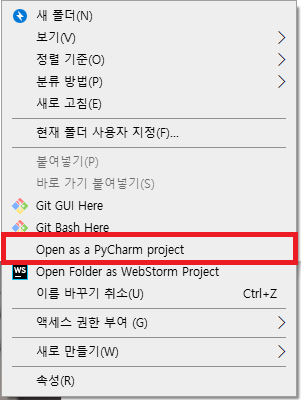 새 폴더(N)
보기(V)
정렬 기준(O)
분류 방법(P)
새로 고침(E)
현재 폴더 사용자 지정(F)...
붙여넣기(P)
바로 가기 붙여넣기(S)
Git GUI Here
Git Bash Here
Open as a PyCharm project
WS Open Folder as WebStorm Project
이름 바꾸기 취소(U) Ctrl+Z
액세스 권한 부여 (G)
새로 만들기(W)
속성(R)